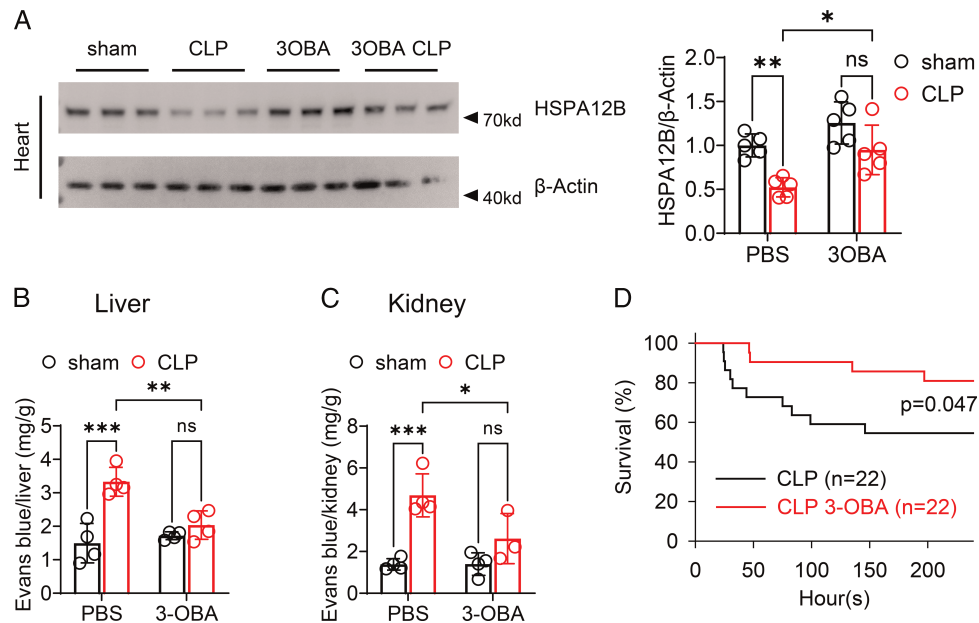 A
sham CLP 3OBA 3OBA CLP
Heart
HSPA12B
70kd
β-Actin
40kd
HSPA12B/β-Actin
2.0
1.5
1.0
0.5
0.0
** ns
*
sham
CLP
PBS 3OBA
B Liver
sham CLP
Evans blue/liver (mg/g)
5
4
3
2
1
0
*** ns
**
PBS 3-OBA
C Kidney
sham CLP
Evans blue/kidney (mg/g)
8
6
4
2
0
*** ns
*
PBS 3-OBA
D
Survival (%)
100
80
60
40
20
0
p=0.047
CLP (n=22)
CLP 3-OBA (n=22)
0 50 100 150 200
Hour(s)